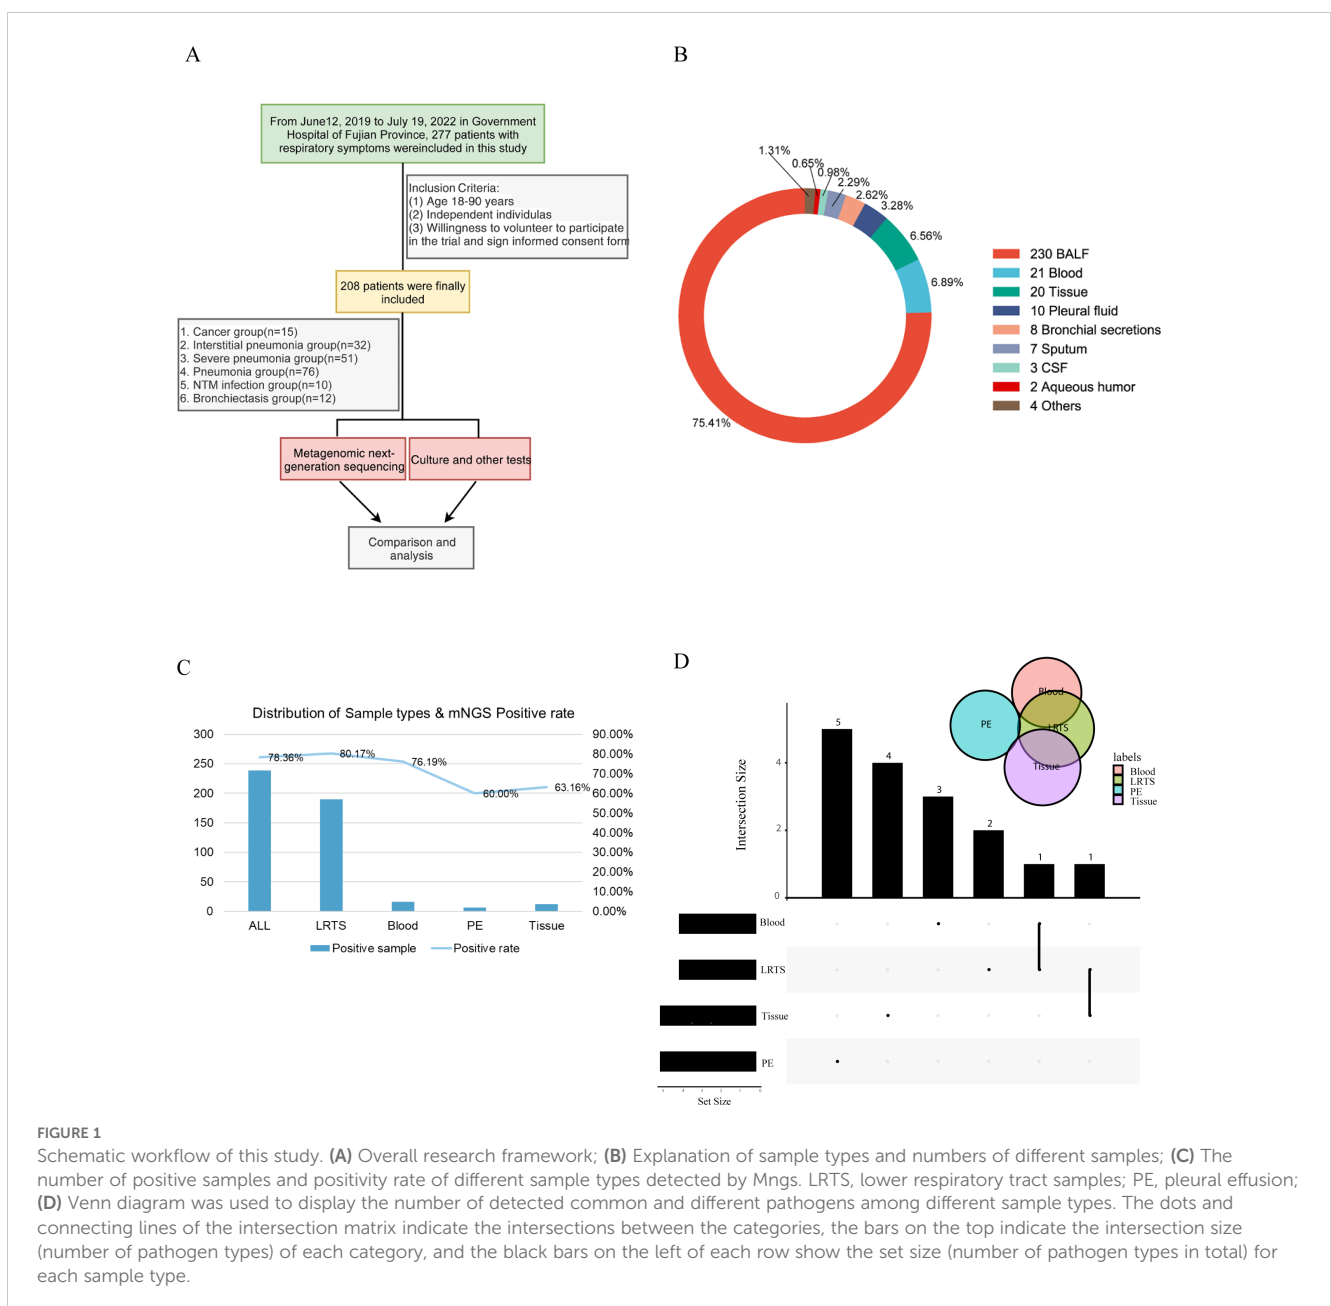 A
From June12, 2019 to July 19, 2022 in Government
Hospital of Fujian Province, 277 patients with
respiratory symptoms wereincluded in this study
Inclusion Criteria:
(1) Age 18-90 years
(2) Independent individulas
(3) Willingness to volunteer to participate
in the trial and sign informed consent form
208 patients were finally
included
1. Cancer group(n=15)
2. Interstitial pneumonia group(n=32)
3. Severe pneumonia group(n=51)
4. Pneumonia group(n=76)
5. NTM infection group(n=10)
6. Bronchiectasis group(n=12)
Metagenomic next-
generation sequencing
Culture and other tests
Comparison and
analysis
B
1.31%
0.65%
0.98%
2.29%
2.62%
3.28%
6.56%
6.89%
75.41%
230 BALF
21 Blood
20 Tissue
10 Pleural fluid
8 Bronchial secretions
7 Sputum
3 CSF
2 Aqueous humor
4 Others
C
Distribution of Sample types & mNGS Positive rate
300
250
200
150
100
50
0
90.00%
80.00%
70.00%
60.00%
50.00%
40.00%
30.00%
20.00%
10.00%
0.00%
78.36%
80.17%
76.19%
60.00%
63.16%
ALL
LRTS
Blood
PE
Tissue
Positive sample
Positive rate
D
Intersection Size
4
2
0
5
4
3
2
1
1
Blood
PE
LRTS
Tissue
labels
Blood
LRTS
PE
Tissue
Blood
LRTS
Tissue
PE
5 4 3 2 1 0
Set Size
FIGURE 1
Schematic workflow of this study. (A) Overall research framework; (B) Explanation of sample types and numbers of different samples; (C) The
number of positive samples and positivity rate of different sample types detected by Mngs. LRTS, lower respiratory tract samples; PE, pleural effusion;
(D) Venn diagram was used to display the number of detected common and different pathogens among different sample types. The dots and
connecting lines of the intersection matrix indicate the intersections between the categories, the bars on the top indicate the intersection size
(number of pathogen types) of each category, and the black bars on the left of each row show the set size (number of pathogen types in total) for
each sample type.